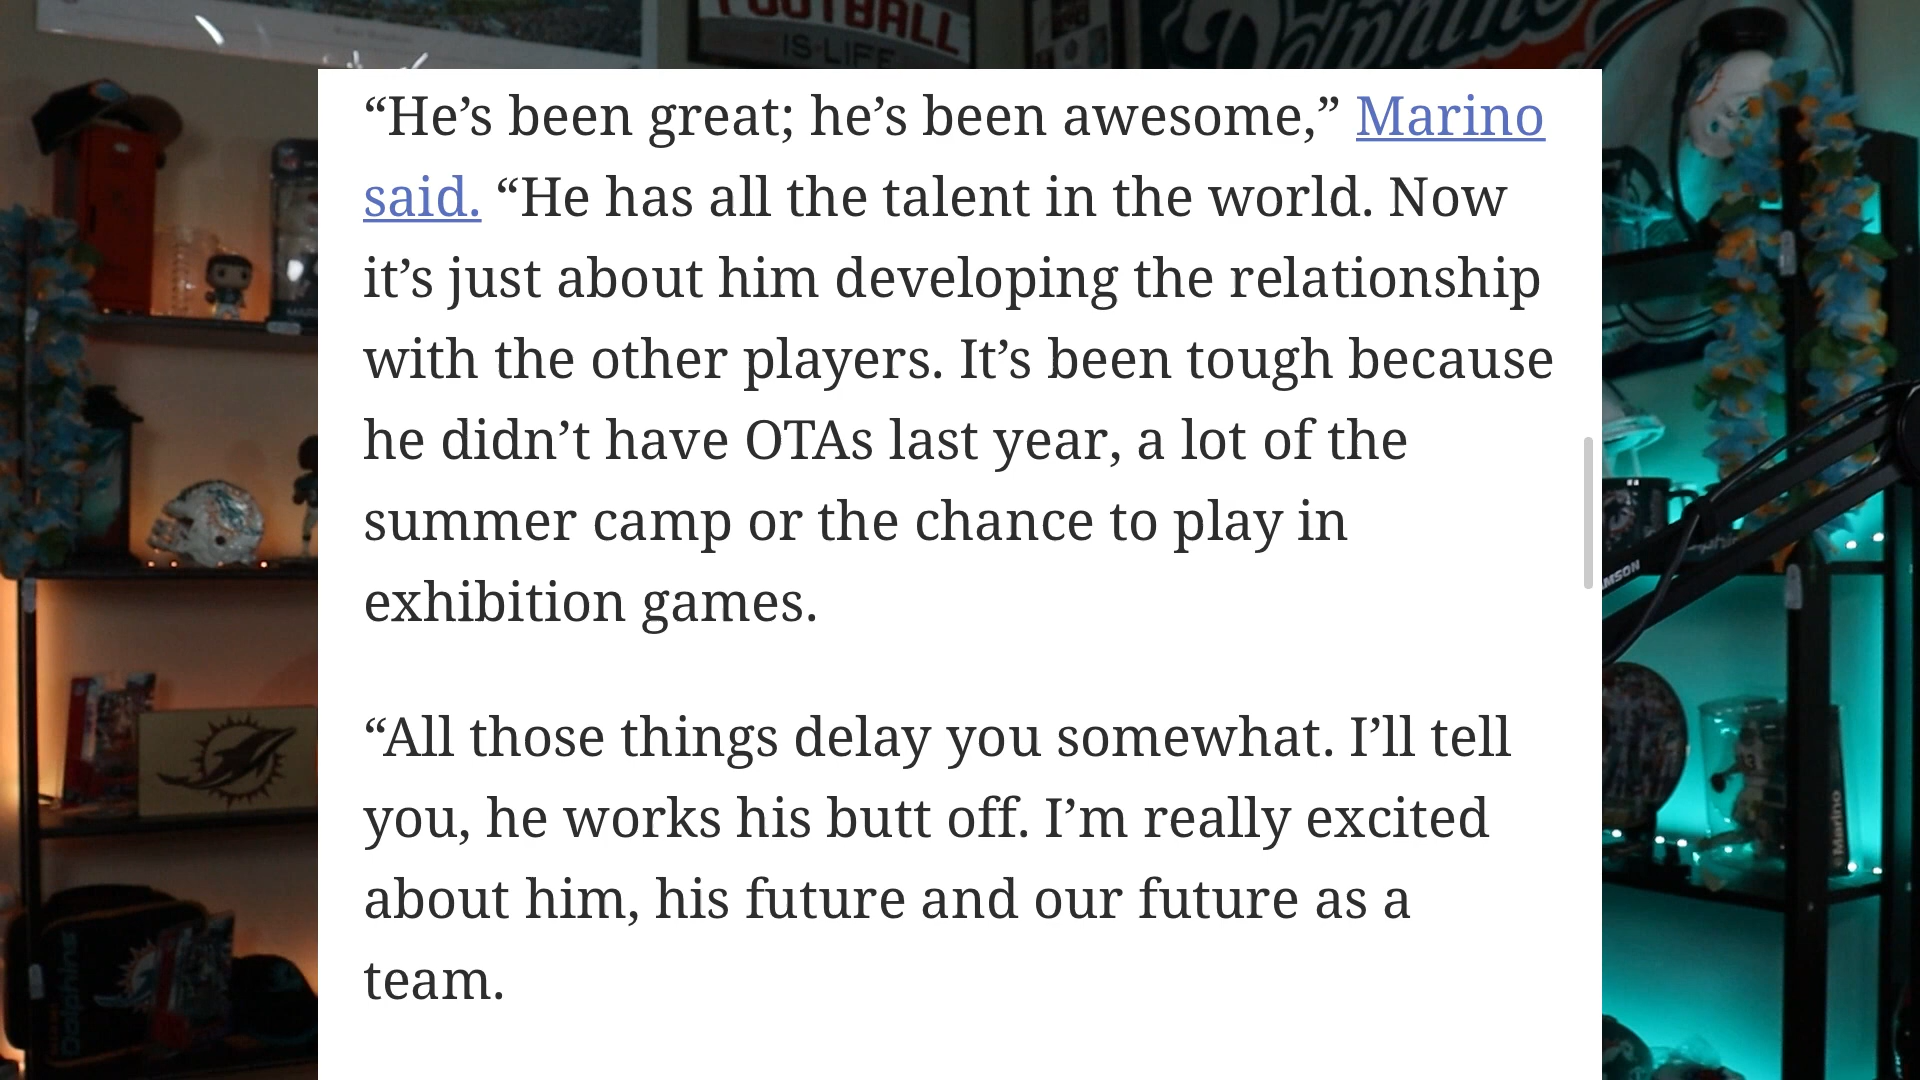 FOOTBALL
IS LIFE
Dolphins
“He’s been great; he’s been awesome,” Marino
said. “He has all the talent in the world. Now
it’s just about him developing the relationship
with the other players. It’s been tough because
he didn’t have OTAs last year, a lot of the
summer camp or the chance to play in
exhibition games.
“All those things delay you somewhat. I’ll tell
you, he works his butt off. I’m really excited
about him, his future and our future as a
team.
Marino
Dolphins